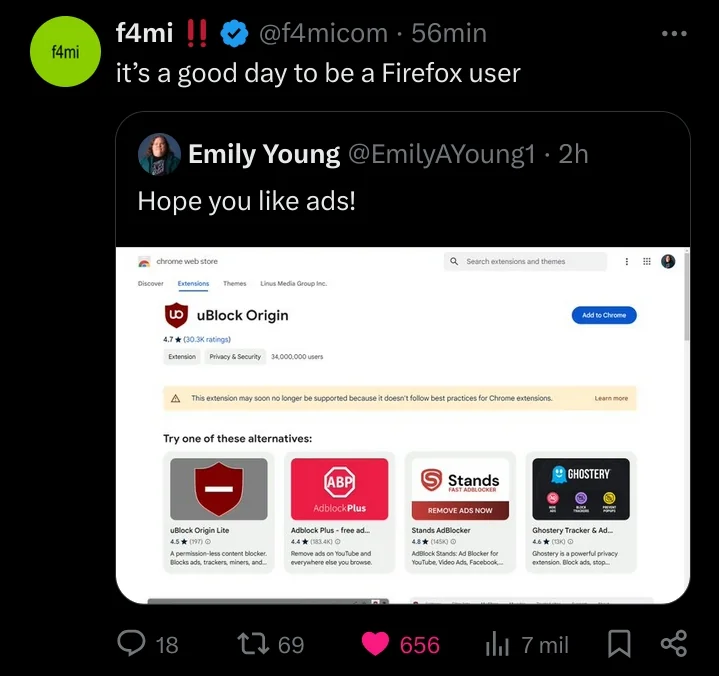 f4mi
f4mi ‼️ @f4micom · 56min
it’s a good day to be a Firefox user
Emily Young @EmilyAYoung1 · 2h
Hope you like ads!
chrome web store
Search extensions and themes
Discover Extensions Themes Linus Media Group Inc.
uBlock Origin
Add to Chrome
4.7 ★ (30.3K ratings)
Extension Privacy & Security 34,000,000 users
This extension may soon no longer be supported because it doesn't follow best practices for Chrome extensions. Learn more
Try one of these alternatives:
ABP
AdblockPlus
Stands
FAST ADBLOCKER
REMOVE ADS NOW
GHOSTERY
uBlock Origin Lite
4.5 ★ (197)
A permission-less content blocker.
Blocks ads, trackers, miners, and...
Adblock Plus - free ad...
4.4 ★ (183.4K)
Remove ads on YouTube and
everywhere else you browse.
Stands AdBlocker
4.8 ★ (145K)
AdBlock Stands: Ad Blocker for
YouTube, Video Ads, Facebook,...
Ghostery Tracker & Ad...
4.6 ★ (13K)
Ghostery is a powerful privacy
extension. Block ads, stop...
18 69 656 7 mil